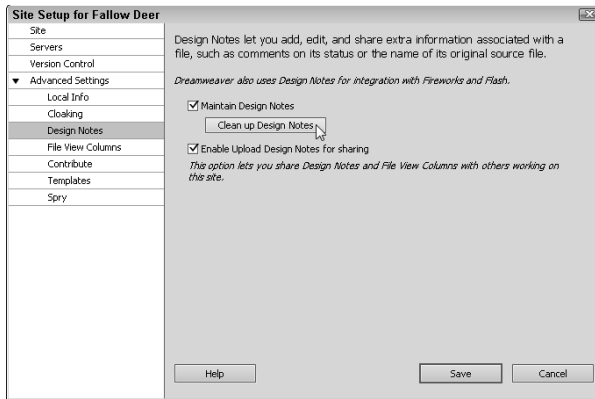 Site Setup for Fallow Deer
Site
Servers
Version Control
Advanced Settings
Local Info
Cloaking
Design Notes
File View Columns
Contribute
Templates
Spry
Design Notes let you add, edit, and share extra information associated with a
file, such as comments on its status or the name of its original source file.
Dreamweaver also uses Design Notes for integration with Fireworks and Flash.
Maintain Design Notes
Clean up Design Notes
Enable Upload Design Notes for sharing
This option lets you share Design Notes and File View Columns with others working on
this site.
Help
Save
Cancel